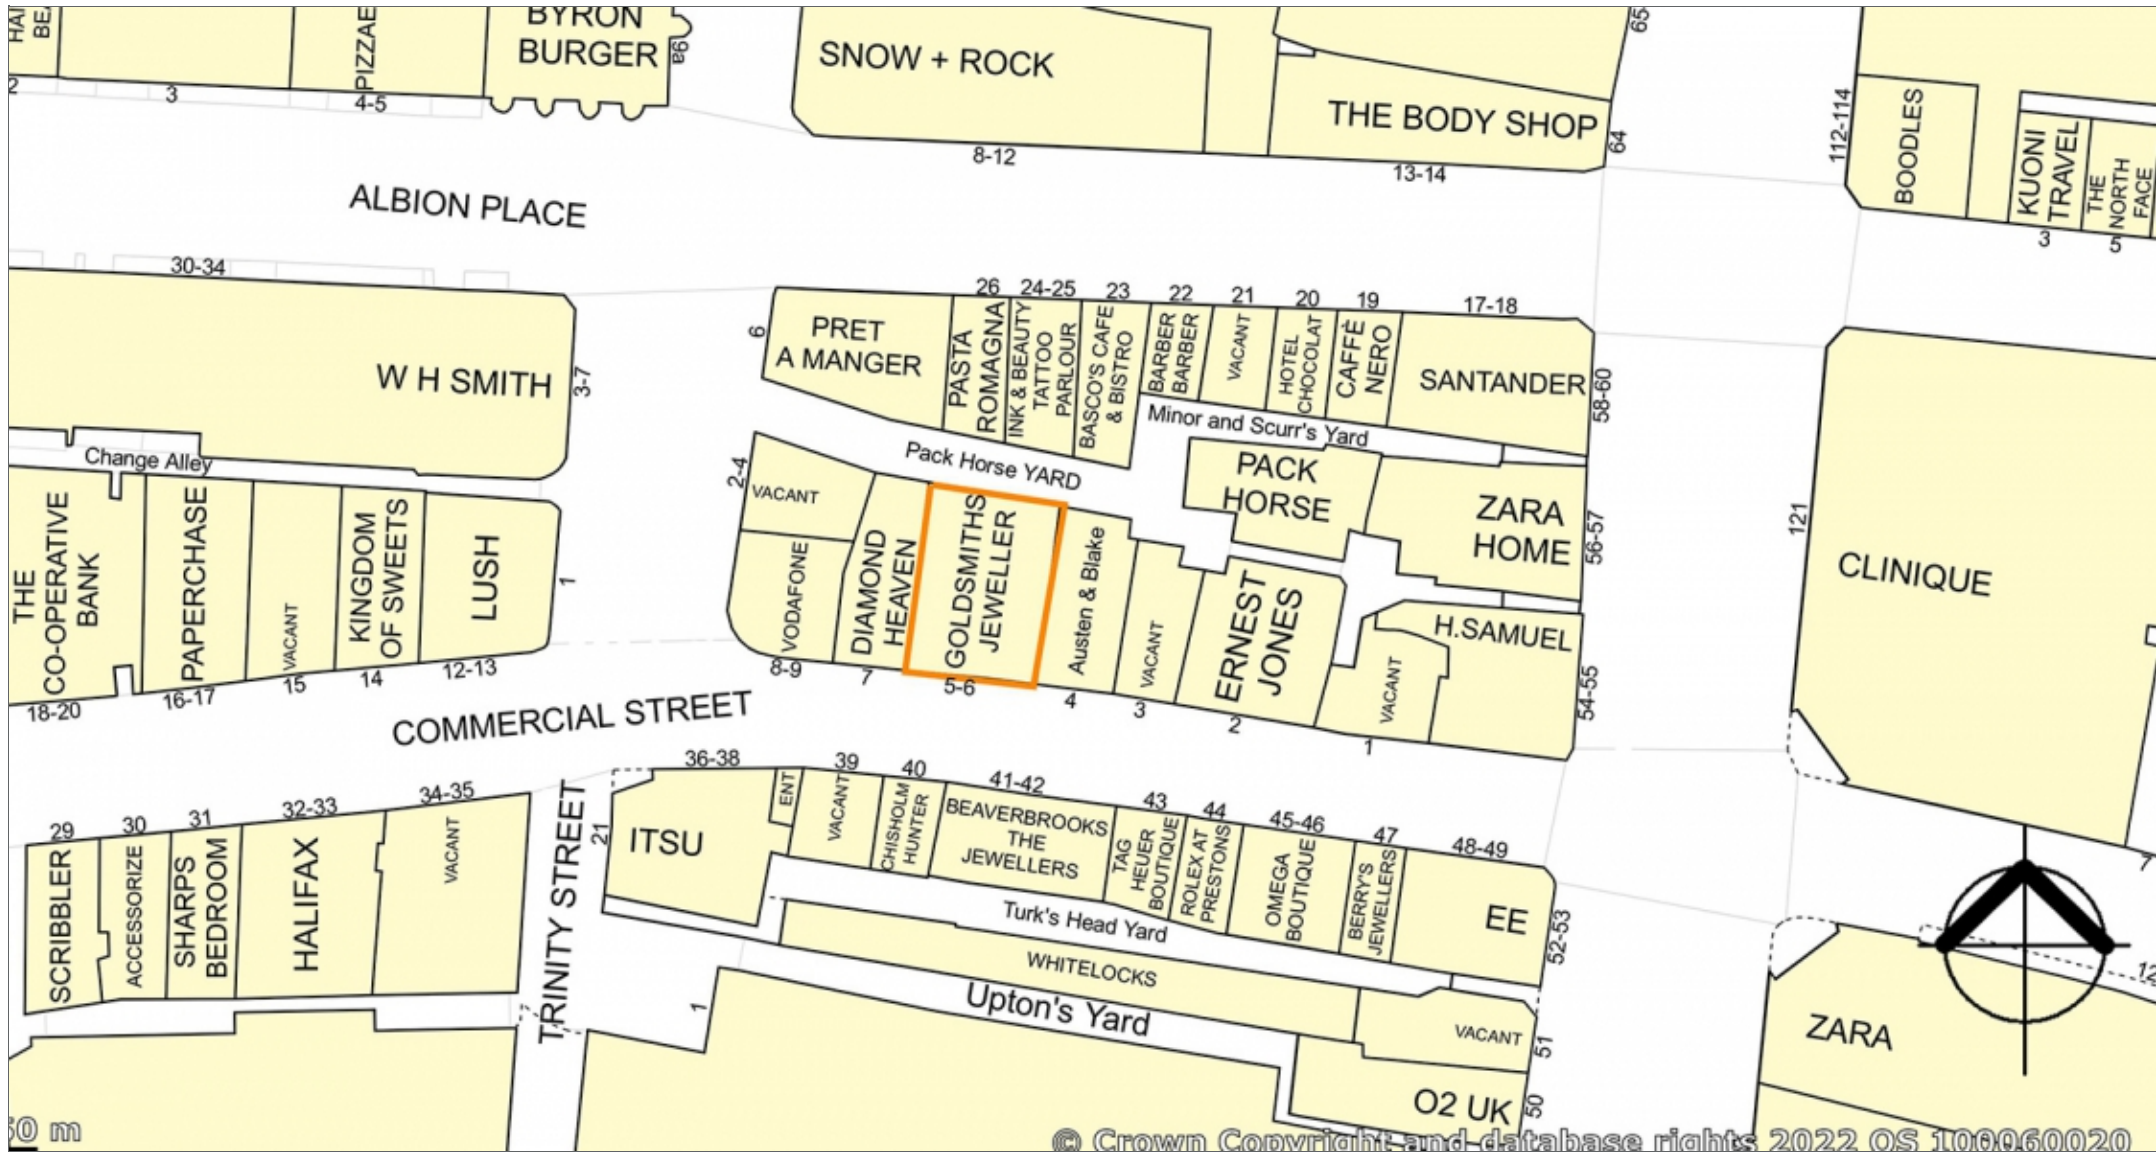 HAI
BE
2
3
PIZZAE
4-5
BYRON
BURGER
9a
SNOW + ROCK
8-12
THE BODY SHOP
13-14
65
64
112-114
BOODLES
KUONI
TRAVEL
3
THE
NORTH
FACE
5
ALBION PLACE
30-34
W H SMITH
3-7
Change Alley
6
PRET
A MANGER
26
PASTA
ROMAGNA
24-25
INK & BEAUTY
TATTOO
PARLOUR
23
BASCO'S CAFE
& BISTRO
22
BARBER
BARBER
21
VACANT
20
HOTEL
CHOCOLAT
19
CAFFÈ
NERO
17-18
SANTANDER
58-60
Minor and Scurr's Yard
Pack Horse YARD
PACK
HORSE
ZARA
HOME
56-57
121
CLINIQUE
THE
CO-OPERATIVE
BANK
18-20
PAPERCHASE
16-17
VACANT
15
KINGDOM
OF SWEETS
14
LUSH
12-13
1
2-4
VACANT
VODAFONE
8-9
DIAMOND
HEAVEN
7
GOLDSMITHS
JEWELLER
5-6
Austen & Blake
4
VACANT
3
ERNEST
JONES
2
VACANT
1
H.SAMUEL
54-55
COMMERCIAL STREET
29
SCRIBBLER
30
ACCESSORIZE
31
SHARPS
BEDROOM
32-33
HALIFAX
34-35
VACANT
TRINITY STREET
21
36-38
ITSU
ENT
39
VACANT
40
CHISHOLM
HUNTER
41-42
BEAVERBROOKS
THE
JEWELLERS
43
TAG
HEUER
BOUTIQUE
44
ROLEX AT
PRESTONS
45-46
OMEGA
BOUTIQUE
47
BERRY'S
JEWELLERS
48-49
EE
52-53
Turk's Head Yard
WHITELOCKS
Upton's Yard
1
VACANT
51
O2 UK
50
7
12
ZARA
50 m
© Crown Copyright and database rights 2022 OS 100060020